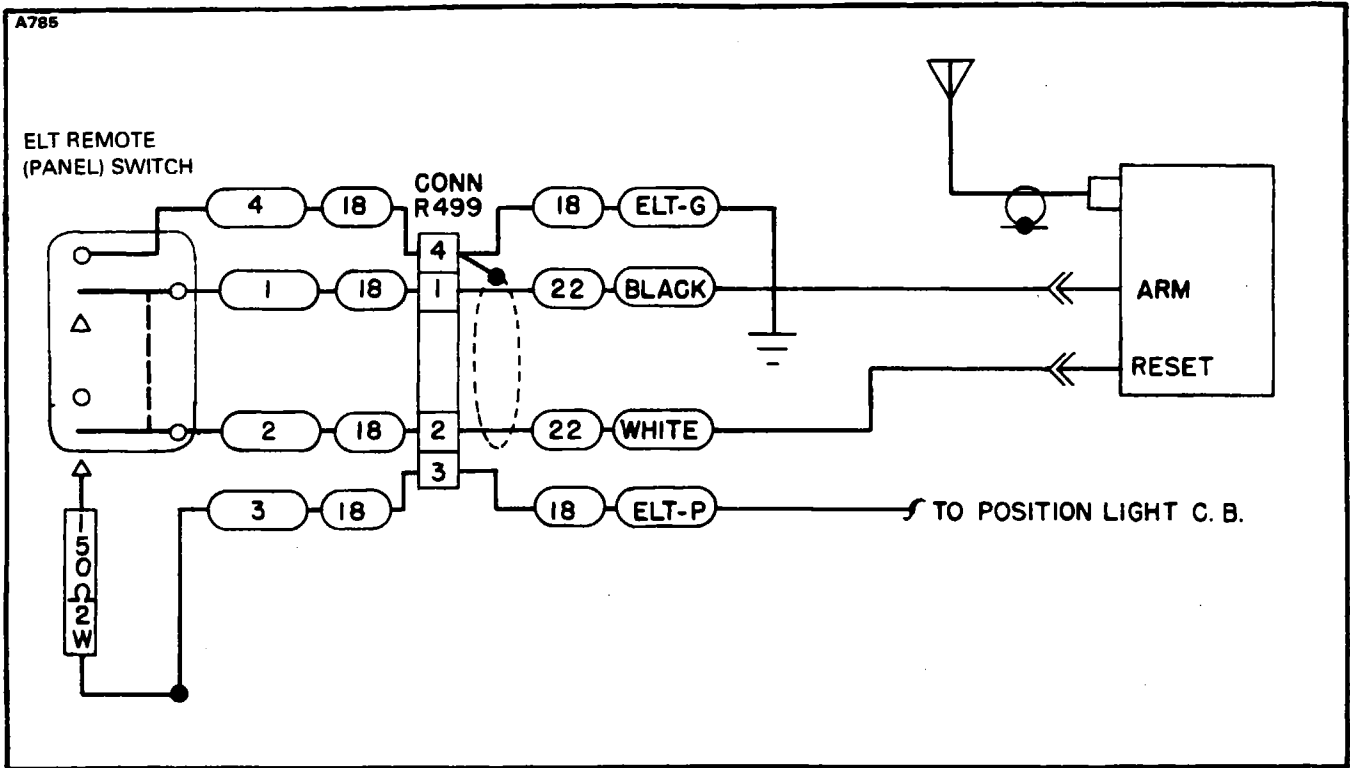 A785
ELT REMOTE
(PANEL) SWITCH
CONN
R499
4 18 4 18 ELT-G
1 18 1 22 BLACK ARM
RESET
2 18 2 22 WHITE
3 18 3 18 ELT-P TO POSITION LIGHT C. B.
150Ω
2W